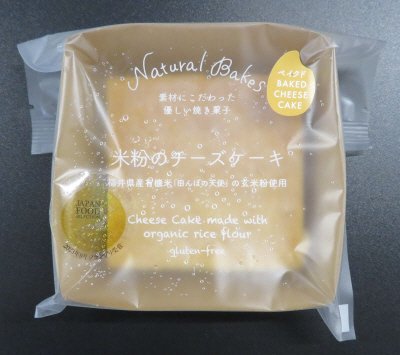 Natural Bakes
素材にこだわった
優しい焼き菓子
ベイクド
BAKED
CHEESE
CAKE
米粉のチーズケーキ
福井県産有機米「田んぼの天使」の玄米粉使用
JAPAN
FOOD
SELECTION
Cheese Cake made with
organic rice flour
gluten-free